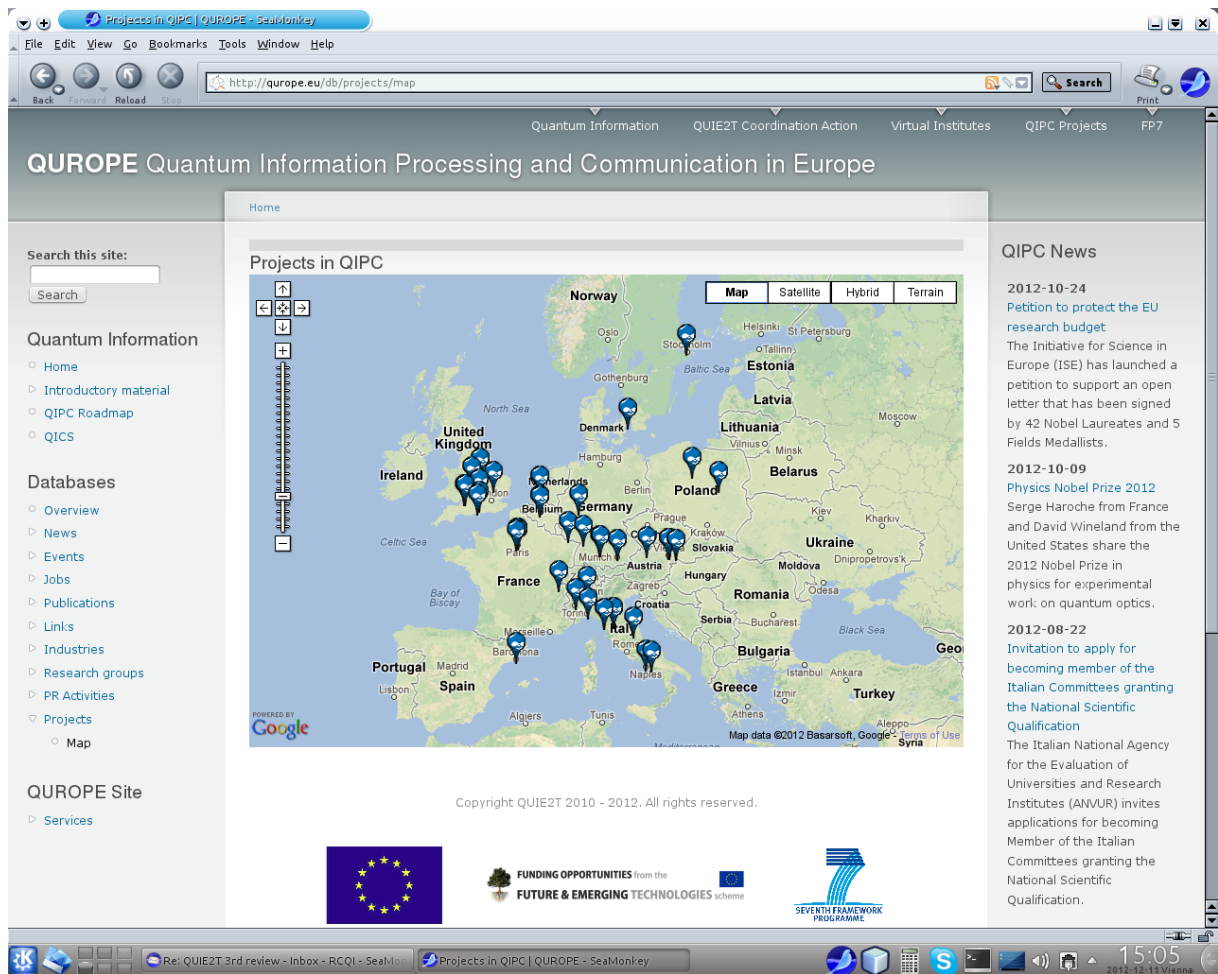 Projects in QIPC | QUROPE - SeaMonkey
File Edit View Go Bookmarks Tools Window Help
Back Forward Reload Stop
http://qurope.eu/db/projects/map
Search
Print
Quantum Information QUIE2T Coordination Action Virtual Institutes QIPC Projects FP7
QUROPE Quantum Information Processing and Communication in Europe
Home
Search this site:
Search
Quantum Information
Home
Introductory material
QIPC Roadmap
QICS
Databases
Overview
News
Events
Jobs
Publications
Links
Industries
Research groups
PR Activities
Projects
Map
QUROPE Site
Services
Projects in QIPC
Map Satellite Hybrid Terrain
Norway
Oslo
Helsinki
St Petersburg
Tallinn
Estonia
Baltic Sea
Gothenburg
Latvia
North Sea
Moscow
Denmark
Lithuania
United
Kingdom
Vilnius
Minsk
Hamburg
Ireland
Belarus
Berlin
Poland
Belgium
Germany
Kiev
Kharkiv
Prague
Kraków
Celtic Sea
Paris
Ukraine
Munich
Slovakia
Dnipropetrovs'k
Austria
Moldova
France
Hungary
Zagreb
Romania
Odesa
Bay of
Biscay
Croatia
Serbia
Bucharest
Black Sea
Marseille
Barcelona
Rome
Bulgaria
Geo
Portugal
Madrid
Naples
Istanbul
Ankara
Lisbon
Spain
Greece
Izmir
Turkey
Athens
Algiers
Tunis
Aleppo
Syria
POWERED BY
Google
Map data ©2012 Basarsoft, Google - Terms of Use
Copyright QUIE2T 2010 - 2012. All rights reserved.
FUNDING OPPORTUNITIES from the
FUTURE & EMERGING TECHNOLOGIES scheme
SEVENTH FRAMEWORK
PROGRAMME
QIPC News
2012-10-24
Petition to protect the EU
research budget
The Initiative for Science in
Europe (ISE) has launched a
petition to support an open
letter that has been signed
by 42 Nobel Laureates and 5
Fields Medallists.
2012-10-09
Physics Nobel Prize 2012
Serge Haroche from France
and David Wineland from the
United States share the
2012 Nobel Prize in
physics for experimental
work on quantum optics.
2012-08-22
Invitation to apply for
becoming member of the
Italian Committees granting
the National Scientific
Qualification
The Italian National Agency
for the Evaluation of
Universities and Research
Institutes (ANVUR) invites
applications for becoming
Member of the Italian
Committees granting the
National Scientific
Qualification.
Re: QUIE2T 3rd review - Inbox - RCQI - SeaMon
Projects in QIPC | QUROPE - SeaMonkey
15:05
2012-12-11 Vienna